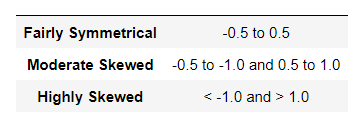 Fairly Symmetrical -0.5 to 0.5
Moderate Skewed -0.5 to -1.0 and 0.5 to 1.0
Highly Skewed < -1.0 and > 1.0